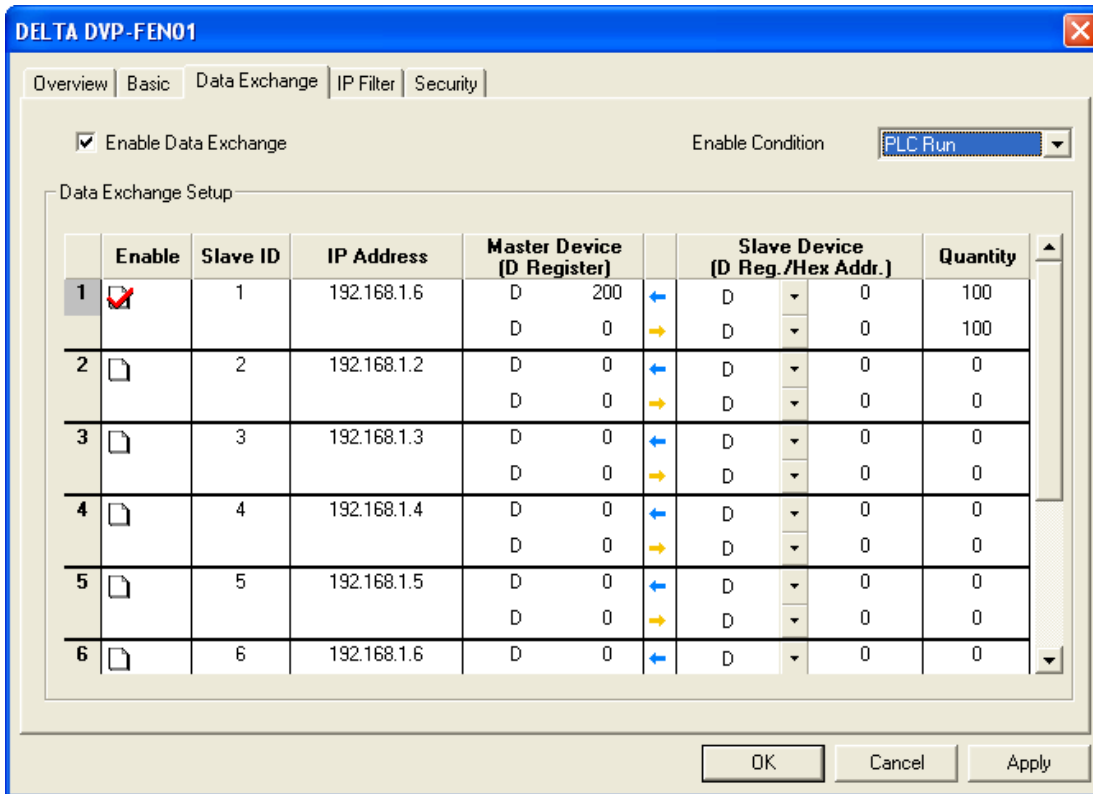 DELTA DVP-FEN01
Overview Basic Data Exchange IP Filter Security
Enable Data Exchange Enable Condition PLC Run
Data Exchange Setup
Enable Slave ID IP Address Master Device (D Register) Slave Device (D Reg./Hex Addr.) Quantity
1 1 192.168.1.6 D 200 D 0 100
D 0 D 0 100
2 2 192.168.1.2 D 0 D 0 0
D 0 D 0 0
3 3 192.168.1.3 D 0 D 0 0
D 0 D 0 0
4 4 192.168.1.4 D 0 D 0 0
D 0 D 0 0
5 5 192.168.1.5 D 0 D 0 0
D 0 D 0 0
6 6 192.168.1.6 D 0 D 0 0
OK Cancel Apply